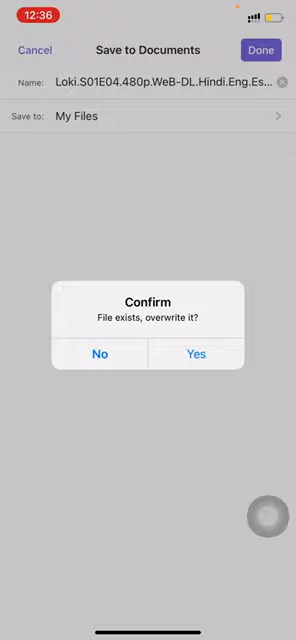 12:36
Cancel Save to Documents Done
Name: Loki.S01E04.480p.WeB-DL.Hindi.Eng.Es...
Save to: My Files
Confirm
File exists, overwrite it?
No Yes